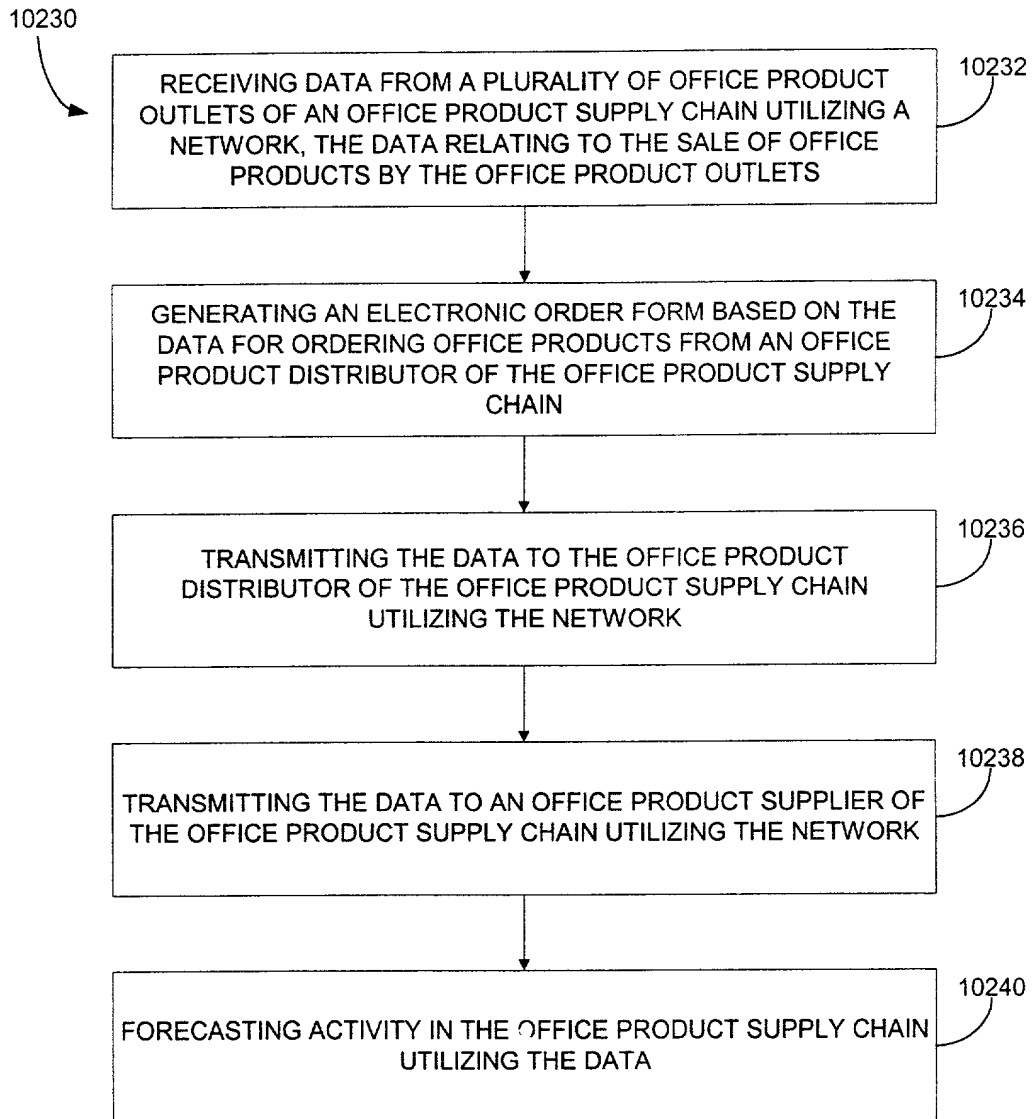 10230
RECEIVING DATA FROM A PLURALITY OF OFFICE PRODUCT
OUTLETS OF AN OFFICE PRODUCT SUPPLY CHAIN UTILIZING A
NETWORK, THE DATA RELATING TO THE SALE OF OFFICE
PRODUCTS BY THE OFFICE PRODUCT OUTLETS
10232
GENERATING AN ELECTRONIC ORDER FORM BASED ON THE
DATA FOR ORDERING OFFICE PRODUCTS FROM AN OFFICE
PRODUCT DISTRIBUTOR OF THE OFFICE PRODUCT SUPPLY
CHAIN
10234
TRANSMITTING THE DATA TO THE OFFICE PRODUCT
DISTRIBUTOR OF THE OFFICE PRODUCT SUPPLY CHAIN
UTILIZING THE NETWORK
10236
TRANSMITTING THE DATA TO AN OFFICE PRODUCT SUPPLIER OF
THE OFFICE PRODUCT SUPPLY CHAIN UTILIZING THE NETWORK
10238
FORECASTING ACTIVITY IN THE OFFICE PRODUCT SUPPLY CHAIN
UTILIZING THE DATA
10240